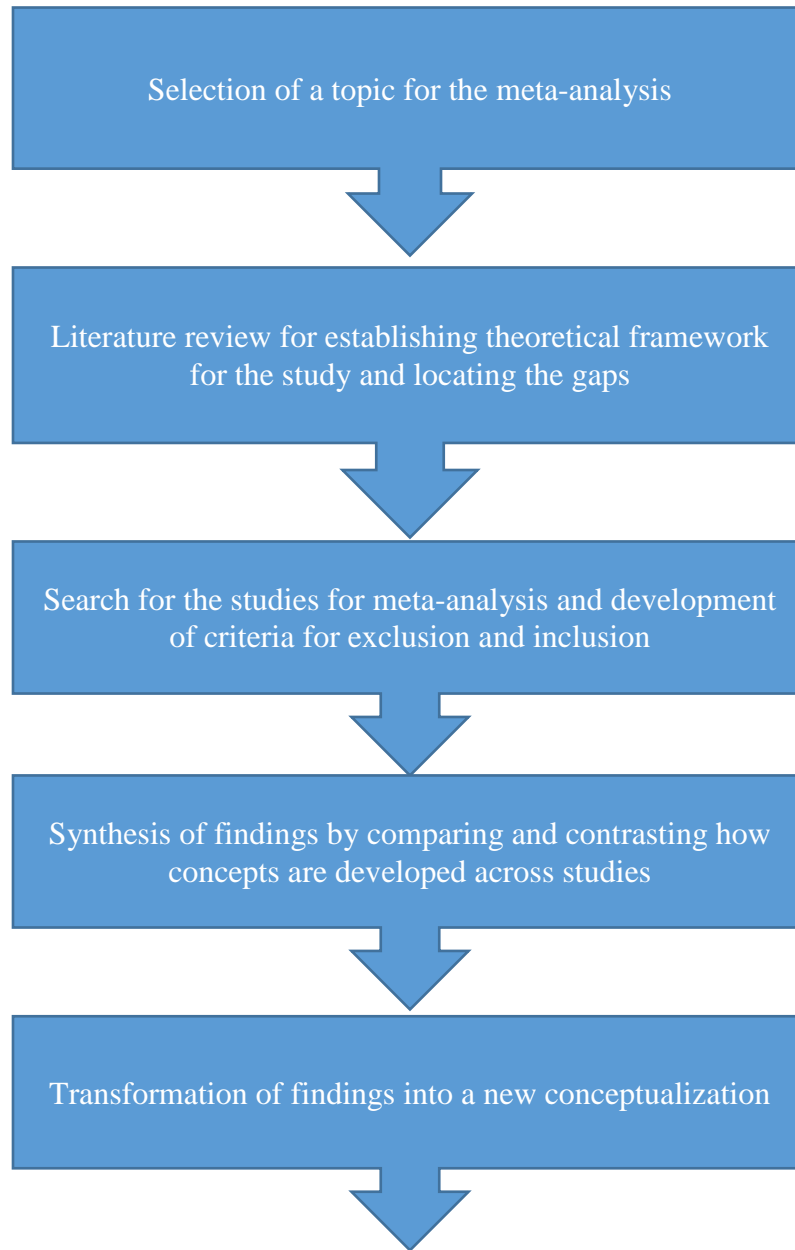 Selection of a topic for the meta-analysis
Literature review for establishing theoretical framework
for the study and locating the gaps
Search for the studies for meta-analysis and development
of criteria for exclusion and inclusion
Synthesis of findings by comparing and contrasting how
concepts are developed across studies
Transformation of findings into a new conceptualization